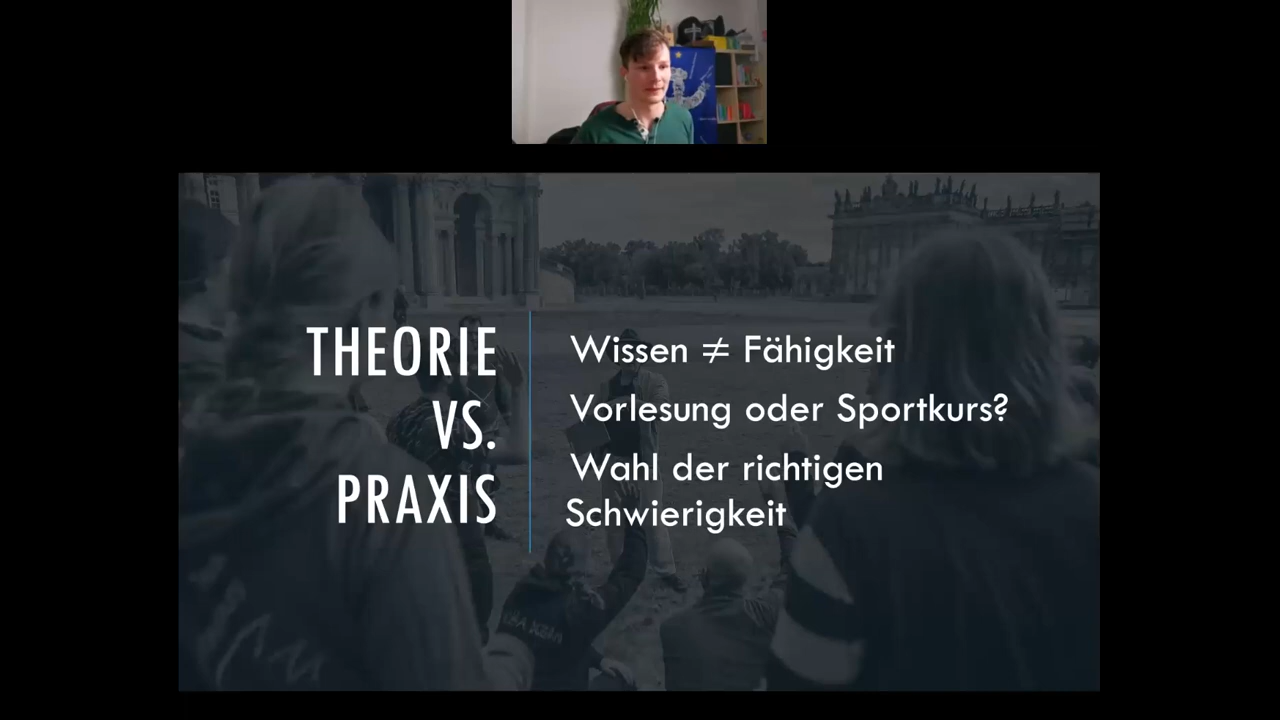 THEORIE
VS.
PRAXIS
Wissen ≠ Fähigkeit
Vorlesung oder Sportkurs?
Wahl der richtigen
Schwierigkeit